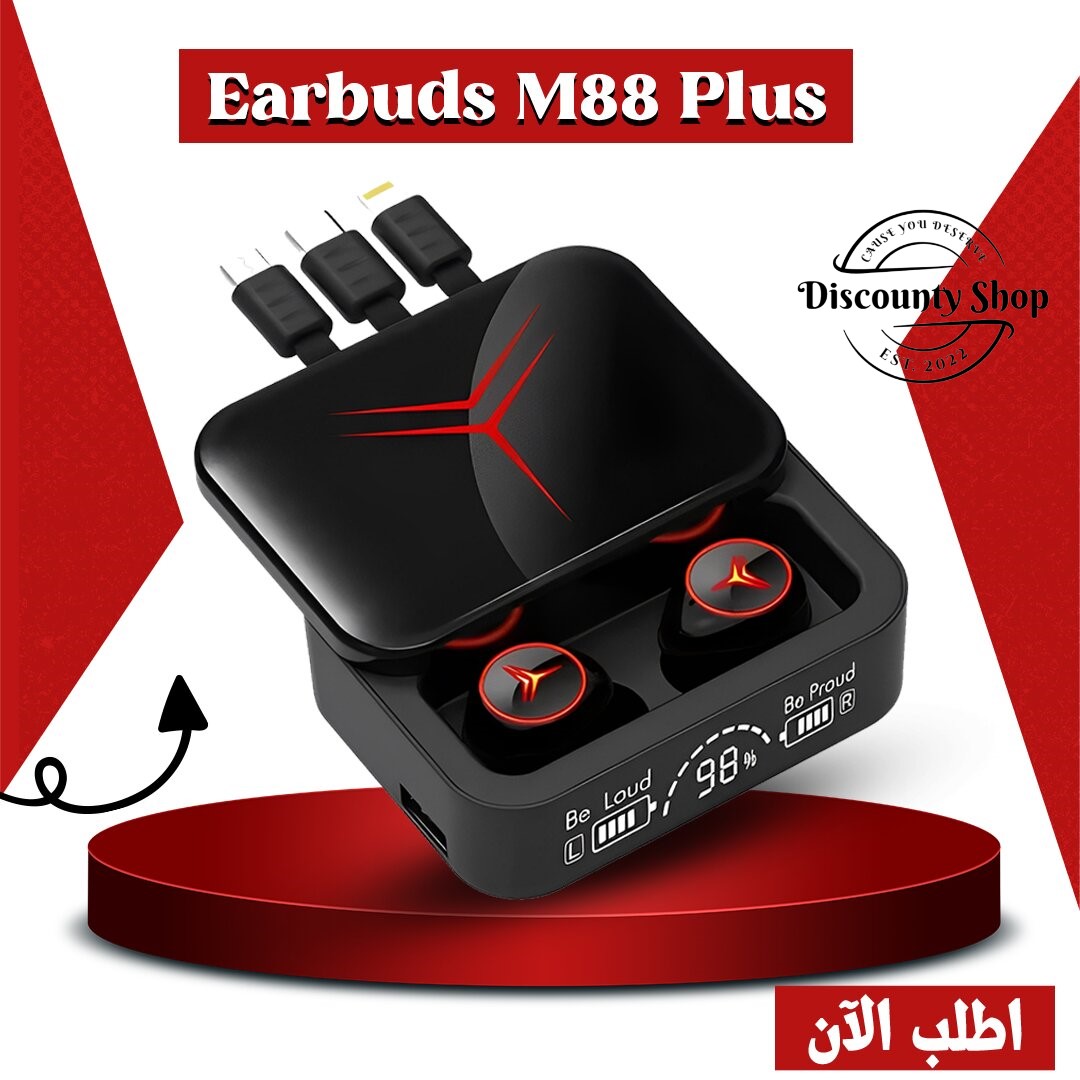 Earbuds M88 Plus
CAUSE YOU DESERVE
Discounty Shop
EST. 2022
Be Proud
R
98%
Be Loud
L
اطلب الآن